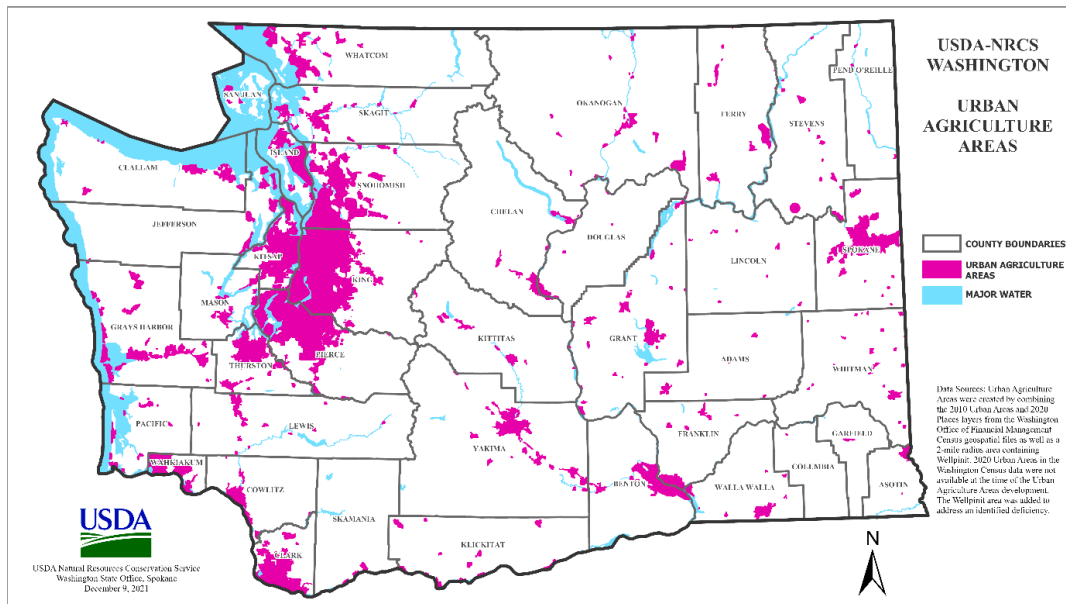 USDA-NRCS
WASHINGTON
URBAN
AGRICULTURE
AREAS
WHATCOM
SAN JUAN
SKAGIT
ISLAND
CLALLAM
SNOHOMISH
JEFFERSON
KITSAP
KING
MASON
GRAYS HARBOR
THURSTON
PIERCE
PACIFIC
LEWIS
WAHKIAKUM
COWLITZ
SKAMANIA
CLARK
OKANOGAN
FERRY
STEVENS
PEND O'REILLE
CHELAN
DOUGLAS
LINCOLN
SPOKANE
KITTITAS
GRANT
ADAMS
WHITMAN
YAKIMA
FRANKLIN
GARFIELD
BENTON
WALLA WALLA
COLUMBIA
ASOTIN
KLICKITAT
COUNTY BOUNDARIES
URBAN AGRICULTURE
AREAS
MAJOR WATER
Data Sources: Urban Agriculture
Areas were created by combining
the 2010 Urban Areas and 2020
Places layers from the Washington
Office of Financial Management
Census geospatial files as well as a
2-mile radius area containing
Wellpinit. 2020 Urban Areas in the
Washington Census data were not
available at the time of the Urban
Agriculture Areas development.
The Wellpinit area was added to
address an identified deficiency.
USDA
USDA Natural Resources Conservation Service
Washington State Office, Spokane
December 9, 2021
N